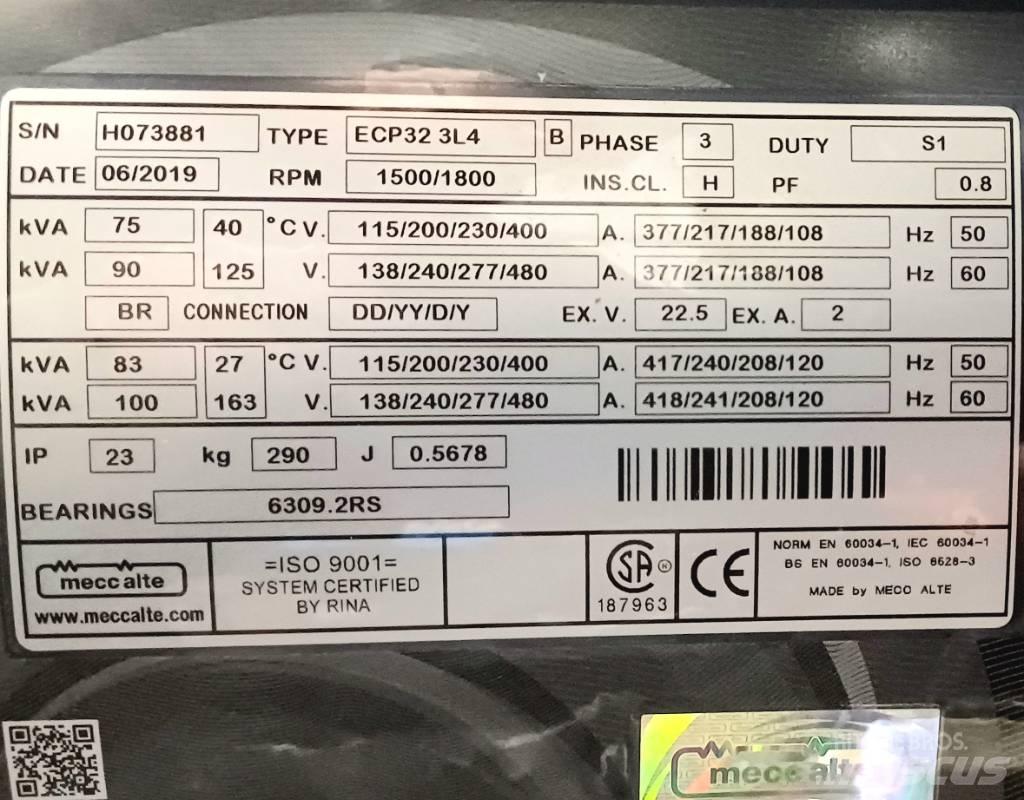 S/N H073881 TYPE ECP32 3L4 B PHASE 3 DUTY S1
DATE 06/2019 RPM 1500/1800 INS.CL. H PF 0.8
kVA 75 40 °C V. 115/200/230/400 A. 377/217/188/108 Hz 50
kVA 90 125 V. 138/240/277/480 A. 377/217/188/108 Hz 60
BR CONNECTION DD/YY/D/Y EX. V. 22.5 EX. A. 2
kVA 83 27 °C V. 115/200/230/400 A. 417/240/208/120 Hz 50
kVA 100 163 V. 138/240/277/480 A. 418/241/208/120 Hz 60
IP 23 kg 290 J 0.5678
BEARINGS 6309.2RS
mecc alte
www.meccalte.com
=ISO 9001=
SYSTEM CERTIFIED
BY RINA
SA
187963
CE
NORM EN 60034-1, IEC 60034-1
BS EN 60034-1, ISO 8528-3
MADE by MECC ALTE
mecc alte